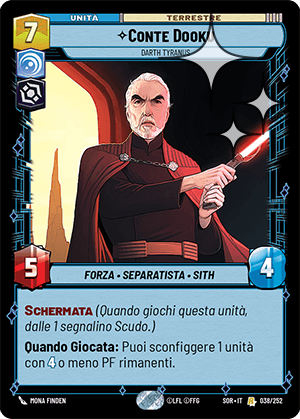 UNITÀ
TERRESTRE
7
✧CONTE DOOKU
DARTH TYRANUS
5
4
FORZA • SEPARATISTA • SITH
SCHERMATA (Quando giochi questa unità,
dalle 1 segnalino Scudo.)
Quando Giocata: Puoi sconfiggere 1 unità
con 4 o meno PF rimanenti.
MONA FINDEN
©LFL ©FFG
SOR • IT
038/252